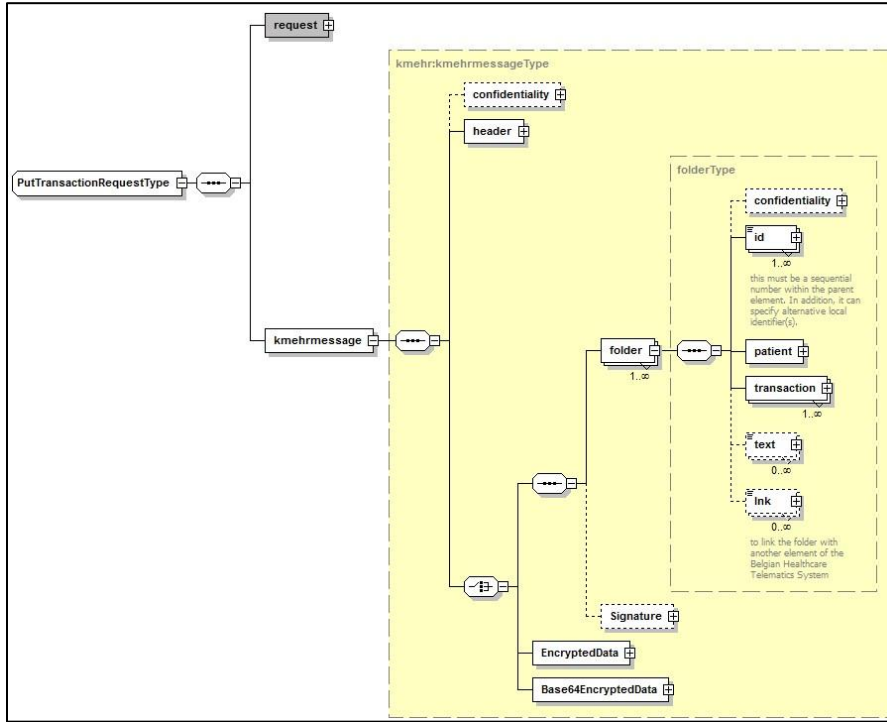 request
kmehr:kmehrmessageType
confidentiality
header
PutTransactionRequestType
folderType
confidentiality
id
1..∞
this must be a sequential
number within the parent
element. In addition, it can
specify alternative local
identifier(s).
kmehrmessage
folder
1..∞
patient
transaction
1..∞
text
0..∞
lnk
0..∞
to link the folder with
another element of the
Belgian Healthcare
Telematics System
Signature
EncryptedData
Base64EncryptedData